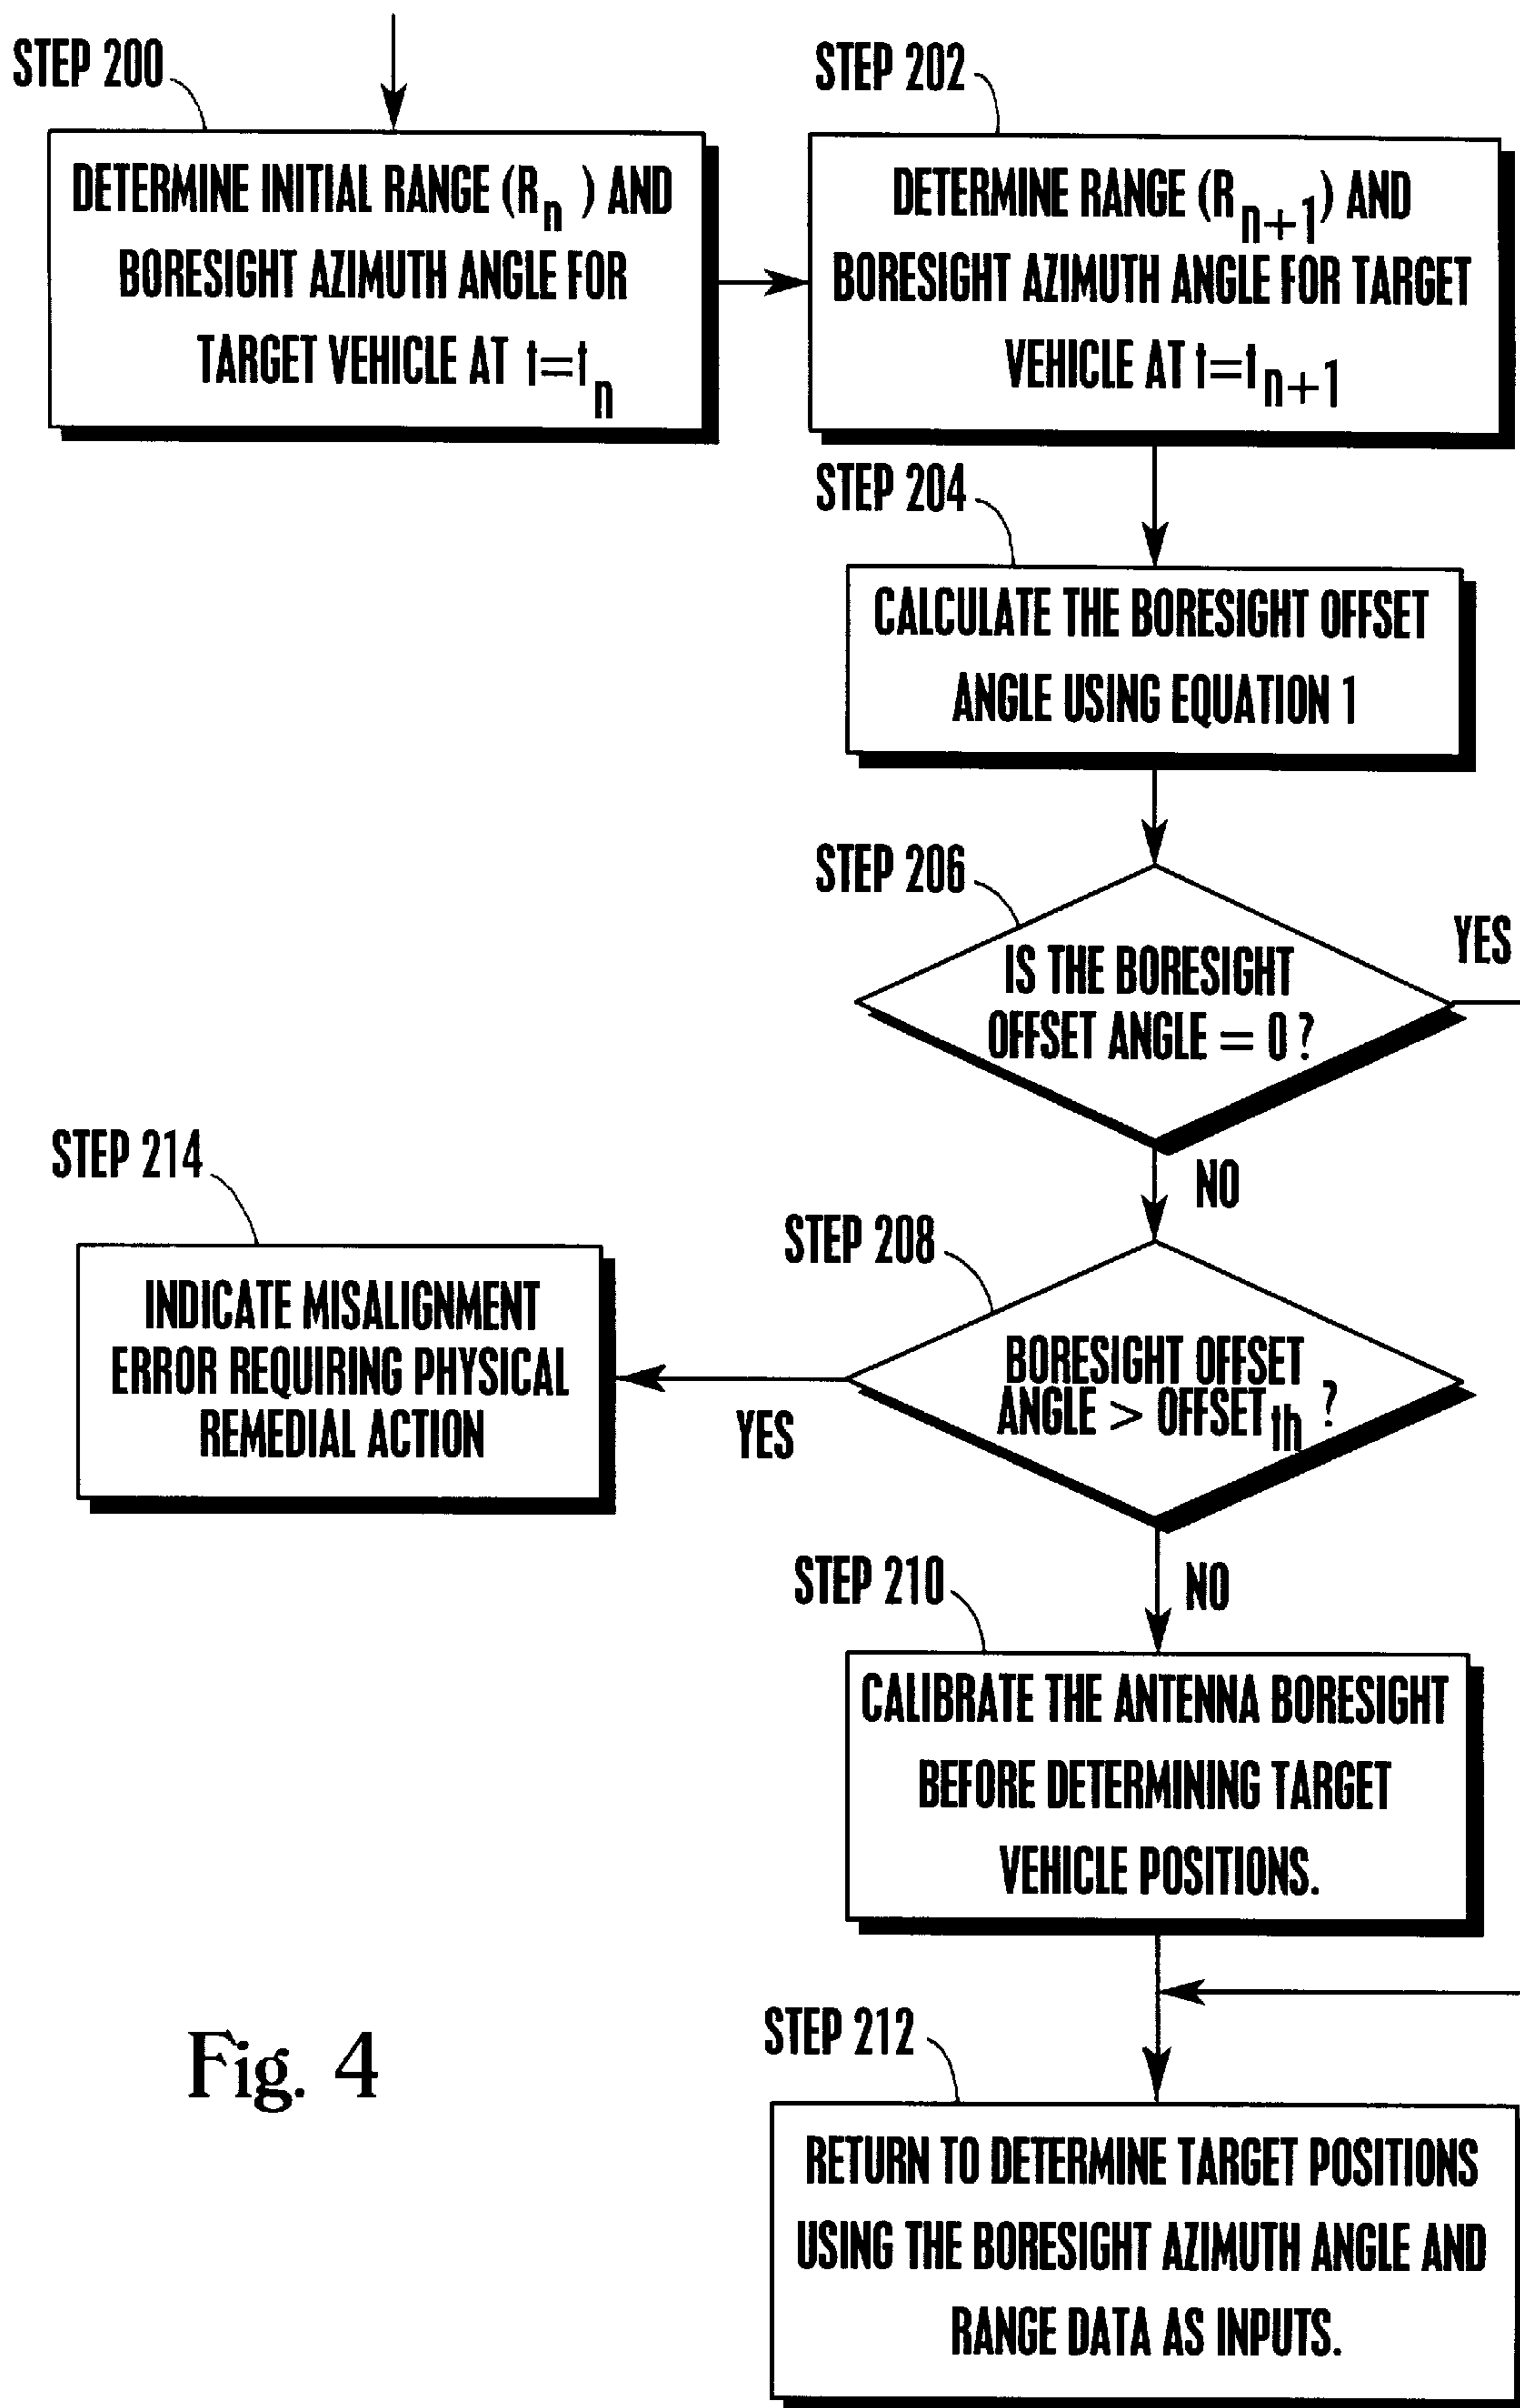 STEP 200
DETERMINE INITIAL RANGE (Rn) AND
BORESIGHT AZIMUTH ANGLE FOR
TARGET VEHICLE AT t=tn
STEP 202
DETERMINE RANGE (Rn+1) AND
BORESIGHT AZIMUTH ANGLE FOR TARGET
VEHICLE AT t=tn+1
STEP 204
CALCULATE THE BORESIGHT OFFSET
ANGLE USING EQUATION 1
STEP 206
IS THE BORESIGHT
OFFSET ANGLE = 0 ?
YES
NO
STEP 208
BORESIGHT OFFSET
ANGLE > OFFSETth ?
YES
STEP 214
INDICATE MISALIGNMENT
ERROR REQUIRING PHYSICAL
REMEDIAL ACTION
NO
STEP 210
CALIBRATE THE ANTENNA BORESIGHT
BEFORE DETERMINING TARGET
VEHICLE POSITIONS.
STEP 212
RETURN TO DETERMINE TARGET POSITIONS
USING THE BORESIGHT AZIMUTH ANGLE AND
RANGE DATA AS INPUTS.
Fig. 4